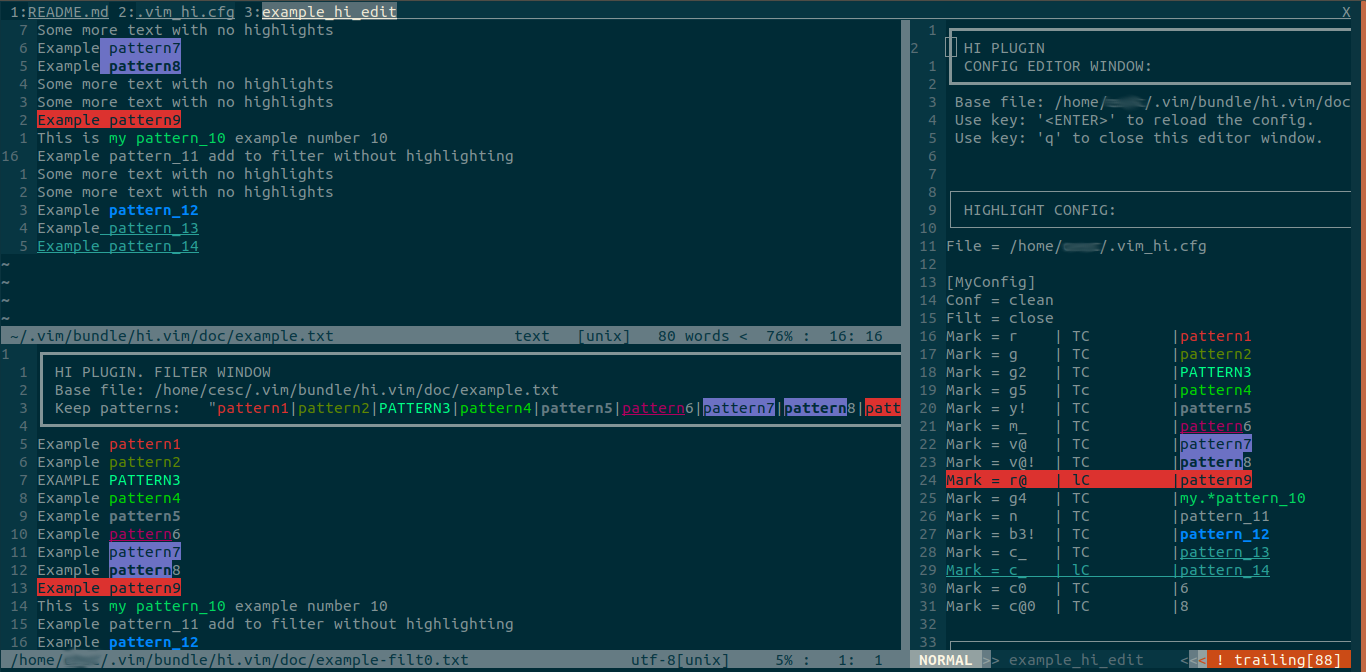 1:README.md 2:.vim_hi.cfg 3:example_hi_edit X
7 Some more text with no highlights
6 Example pattern7
5 Example pattern8
4 Some more text with no highlights
3 Some more text with no highlights
2 Example pattern9
1 This is my pattern_10 example number 10
16 Example pattern_11 add to filter without highlighting
1 Some more text with no highlights
2 Some more text with no highlights
3 Example pattern_12
4 Example pattern_13
5 Example pattern_14
~
~
~
~
~/.vim/bundle/hi.vim/doc/example.txt text [unix] 80 words < 76% : 16: 16
1
1 HI PLUGIN. FILTER WINDOW
2 Base file: /home/cesc/.vim/bundle/hi.vim/doc/example.txt
3 Keep patterns: "pattern1|pattern2|PATTERN3|pattern4|pattern5|pattern6|pattern7|pattern8|patt
4
5 Example pattern1
6 Example pattern2
7 EXAMPLE PATTERN3
8 Example pattern4
9 Example pattern5
10 Example pattern6
11 Example pattern7
12 Example pattern8
13 Example pattern9
14 This is my pattern_10 example number 10
15 Example pattern_11 add to filter without highlighting
16 Example pattern_12
/home/ /.vim/bundle/hi.vim/doc/example-filt0.txt utf-8[unix] 5% : 1: 1
1
2 HI PLUGIN
1 CONFIG EDITOR WINDOW:
2
3 Base file: /home/ /.vim/bundle/hi.vim/doc
4 Use key: '<ENTER>' to reload the config.
5 Use key: 'q' to close this editor window.
6
7
8
9 HIGHLIGHT CONFIG:
10
11 File = /home/ /.vim_hi.cfg
12
13 [MyConfig]
14 Conf = clean
15 Filt = close
16 Mark = r | TC |pattern1
17 Mark = g | TC |pattern2
18 Mark = g2 | TC |PATTERN3
19 Mark = g5 | TC |pattern4
20 Mark = y! | TC |pattern5
21 Mark = m_ | TC |pattern6
22 Mark = v@ | TC |pattern7
23 Mark = v@! | TC |pattern8
24 Mark = r@ | lC |pattern9
25 Mark = g4 | TC |my.*pattern_10
26 Mark = n | TC |pattern_11
27 Mark = b3! | TC |pattern_12
28 Mark = c_ | TC |pattern_13
29 Mark = c_ | lC |pattern_14
30 Mark = c0 | TC |6
31 Mark = c@0 | TC |8
32
33
NORMAL >> example_hi_edit <<< ! trailing[88]